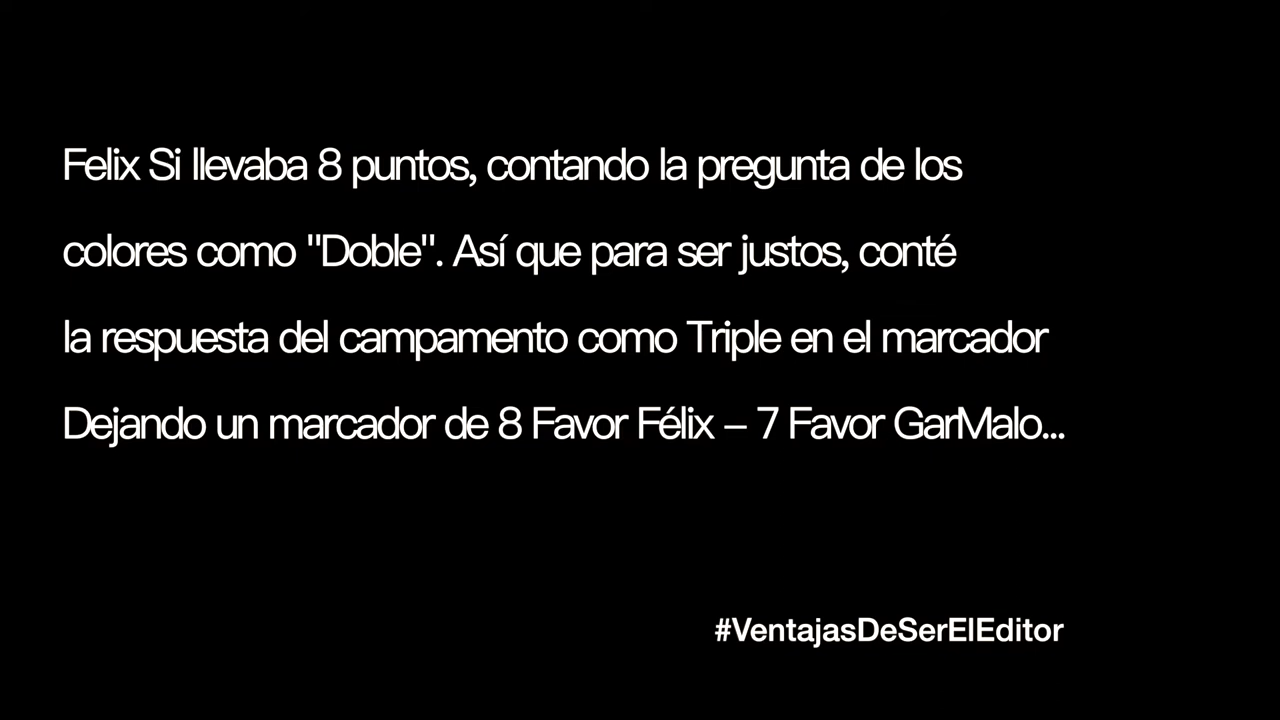 Felix Si llevaba 8 puntos, contando la pregunta de los
colores como "Doble". Así que para ser justos, conté
la respuesta del campamento como Triple en el marcador
Dejando un marcador de 8 Favor Félix – 7 Favor GarMalo...
#VentajasDeSerElEditor